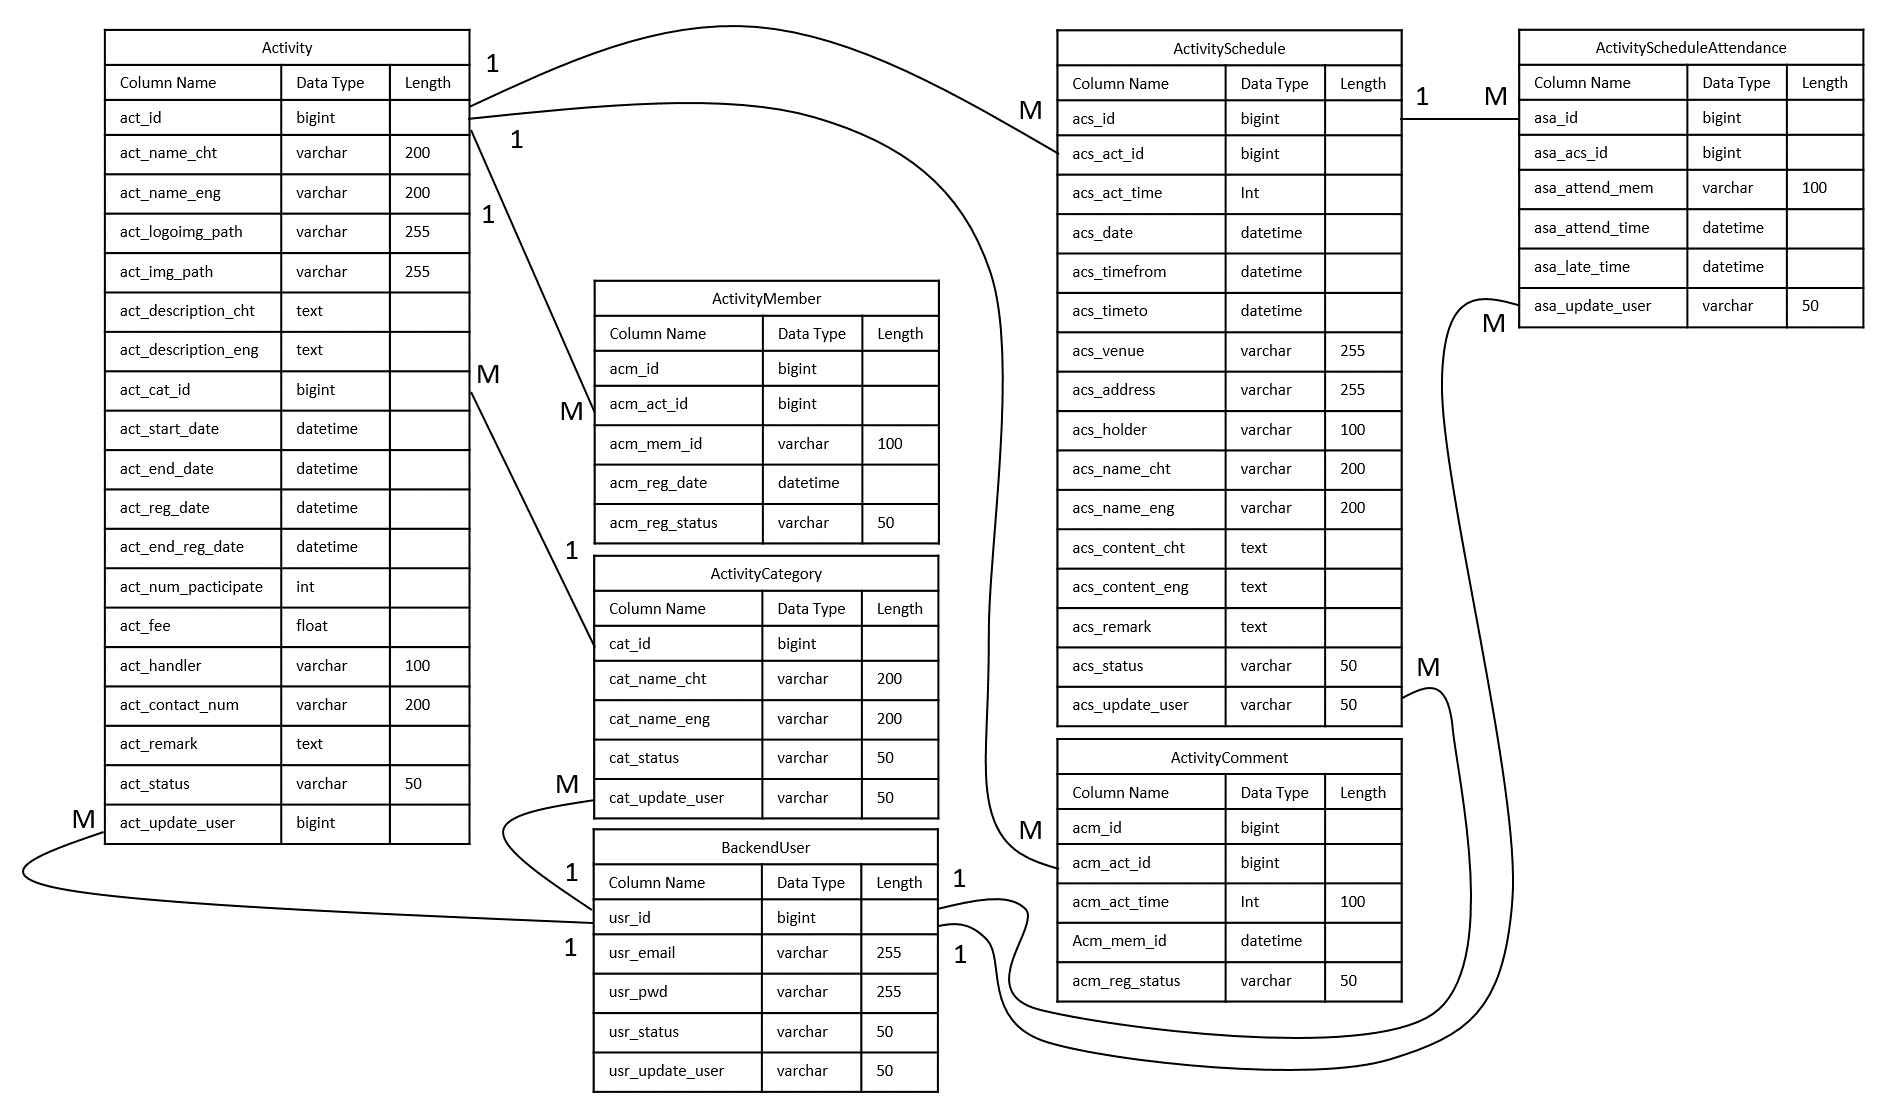 Activity
Column Name Data Type Length
act_id bigint
act_name_cht varchar 200
act_name_eng varchar 200
act_logoimg_path varchar 255
act_img_path varchar 255
act_description_cht text
act_description_eng text
act_cat_id bigint
act_start_date datetime
act_end_date datetime
act_reg_date datetime
act_end_reg_date datetime
act_num_pacticipate int
act_fee float
act_handler varchar 100
act_contact_num varchar 200
act_remark text
act_status varchar 50
act_update_user bigint
1
1
1
M
M
ActivityMember
Column Name Data Type Length
acm_id bigint
acm_act_id bigint
acm_mem_id varchar 100
acm_reg_date datetime
acm_reg_status varchar 50
M
1
ActivityCategory
Column Name Data Type Length
cat_id bigint
cat_name_cht varchar 200
cat_name_eng varchar 200
cat_status varchar 50
cat_update_user varchar 50
M
1
1
BackendUser
Column Name Data Type Length
usr_id bigint
usr_email varchar 255
usr_pwd varchar 255
usr_status varchar 50
usr_update_user varchar 50
1
1
M
ActivitySchedule
Column Name Data Type Length
acs_id bigint
acs_act_id bigint
acs_act_time Int
acs_date datetime
acs_timefrom datetime
acs_timeto datetime
acs_venue varchar 255
acs_address varchar 255
acs_holder varchar 100
acs_name_cht varchar 200
acs_name_eng varchar 200
acs_content_cht text
acs_content_eng text
acs_remark text
acs_status varchar 50
acs_update_user varchar 50
M
M
ActivityComment
Column Name Data Type Length
acm_id bigint
acm_act_id bigint
acm_act_time Int 100
Acm_mem_id datetime
acm_reg_status varchar 50
1 M
ActivityScheduleAttendance
Column Name Data Type Length
asa_id bigint
asa_acs_id bigint
asa_attend_mem varchar 100
asa_attend_time datetime
asa_late_time datetime
asa_update_user varchar 50
M